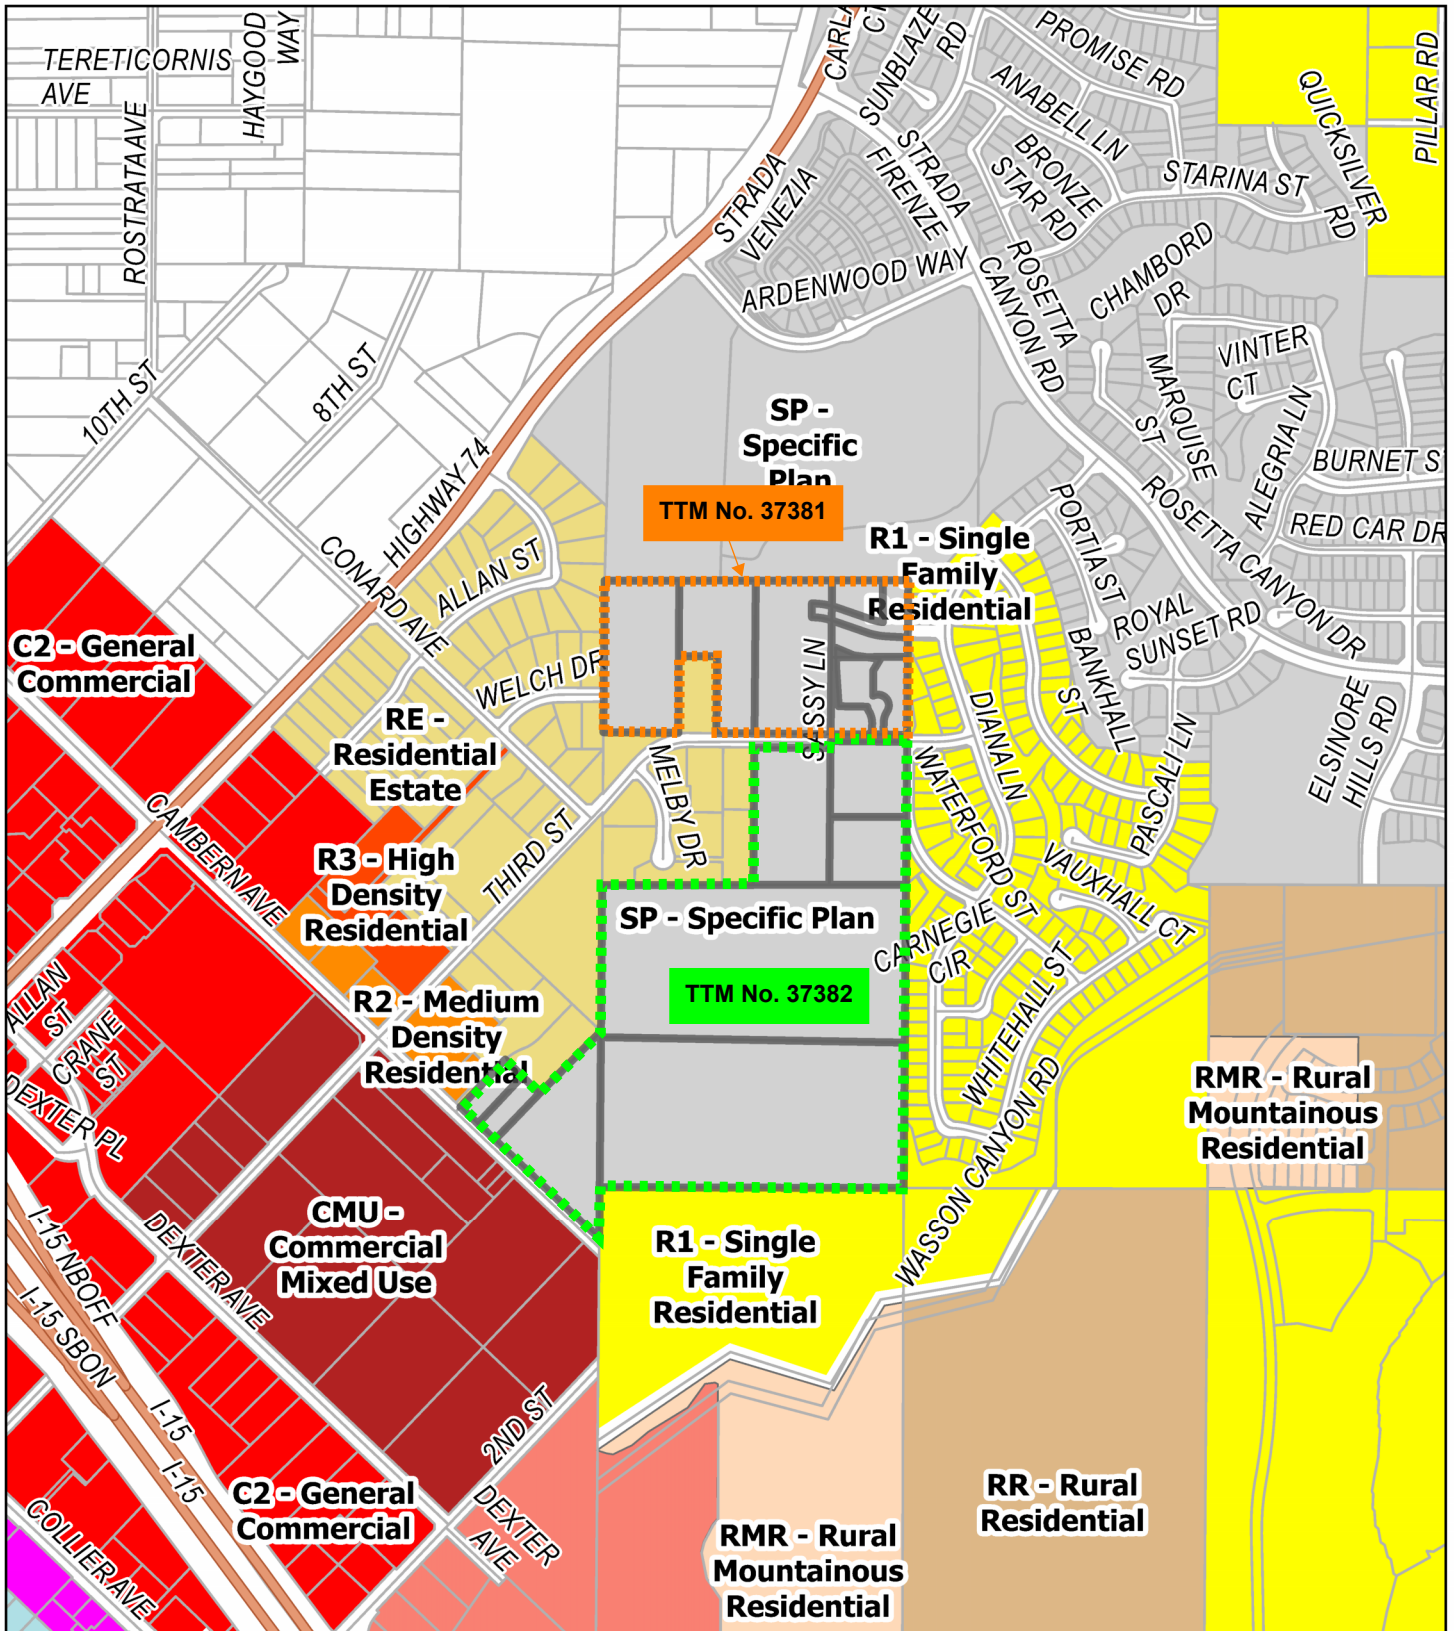 TERETICORNIS
AVE
HAYGOOD
WAY
ROSTRATA AVE
CARLA
CT
SUNBLAZE
RD
PROMISE RD
ANABELL LN
BRONZE
STAR RD
STARINA ST
QUICKSILVER
RD
PILLAR RD
STRADA
VENEZIA
STRADA
FIRENZE
ARDENWOOD WAY
ROSETTA
CANYON RD
CHAMBORD
DR
VINTER
CT
MARQUISE
ST
ALEGRIA LN
BURNET S
RED CAR DR
10TH ST
8TH ST
HIGHWAY 74
CONARD AVE
ALLAN ST
WELCH DR
SP -
Specific
Plan
TTM No. 37381
R1 - Single
Family
Residential
PORTIA ST
ROSETTA CANYON DR
ROYAL
SUNSET RD
BANKHALL
ST
DIANA LN
PASCALI LN
ELSINORE
HILLS RD
C2 - General
Commercial
RE -
Residential
Estate
SASSY LN
MELBY DR
WATERFORD ST
VAUXHALL CT
CAMBERN AVE
THIRD ST
R3 - High
Density
Residential
SP - Specific Plan
CARNEGIE
CIR
TTM No. 37382
R2 - Medium
Density
Residential
WHITEHALL ST
WASSON CANYON RD
ALLAN
ST
CRANE
ST
DEXTER PL
RMR - Rural
Mountainous
Residential
CMU -
Commercial
Mixed Use
DEXTER AVE
R1 - Single
Family
Residential
I-15 NBOFF
I-15 SBON
I-15
I-15
2ND ST
C2 - General
Commercial
DEXTER
AVE
COLLIER AVE
RR - Rural
Residential
RMR - Rural
Mountainous
Residential